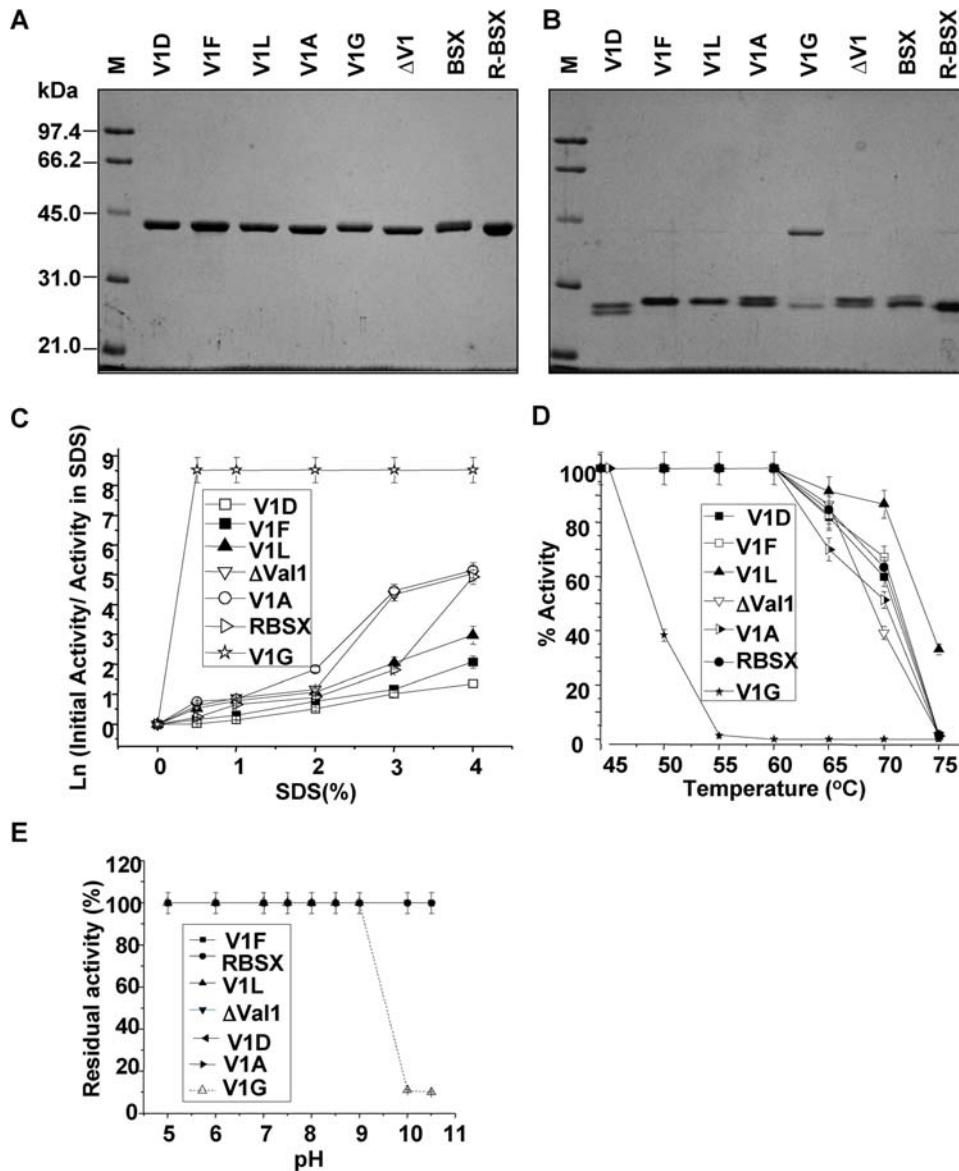 A
M V1D V1F V1L V1A V1G ΔV1 BSX R-BSX
kDa
97.4
66.2
45.0
31.0
21.0
B
M V1D V1F V1L V1A V1G ΔV1 BSX R-BSX
C
Ln (Initial Activity/ Activity in SDS)
9
8
7
6
5
4
3
2
1
0
V1D
V1F
V1L
ΔVal1
V1A
RBSX
V1G
0 1 2 3 4
SDS(%)
D
% Activity
100
80
60
40
20
0
V1D
V1F
V1L
ΔVal1
V1A
RBSX
V1G
45 50 55 60 65 70 75
Temperature (°C)
E
Residual activity (%)
120
100
80
60
40
20
0
V1F
RBSX
V1L
ΔVal1
V1D
V1A
V1G
5 6 7 8 9 10 11
pH